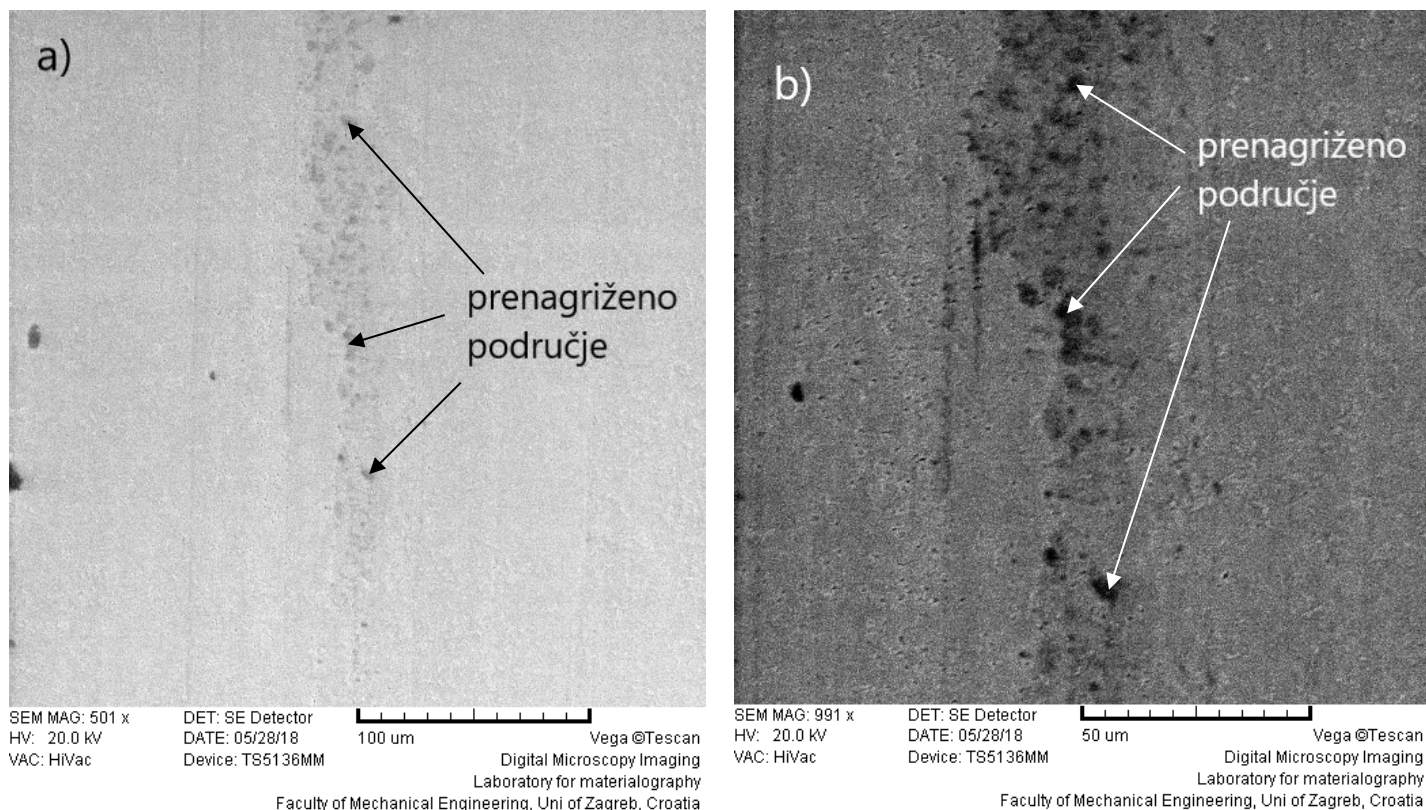 a)
prenagriženo
područje
SEM MAG: 501 x DET: SE Detector
HV: 20.0 kV DATE: 05/28/18 100 um Vega ©Tescan
VAC: HiVac Device: TS5136MM Digital Microscopy Imaging
Laboratory for materialography
Faculty of Mechanical Engineering, Uni of Zagreb, Croatia
b)
prenagriženo
područje
SEM MAG: 991 x DET: SE Detector
HV: 20.0 kV DATE: 05/28/18 50 um Vega ©Tescan
VAC: HiVac Device: TS5136MM Digital Microscopy Imaging
Laboratory for materialography
Faculty of Mechanical Engineering, Uni of Zagreb, Croatia